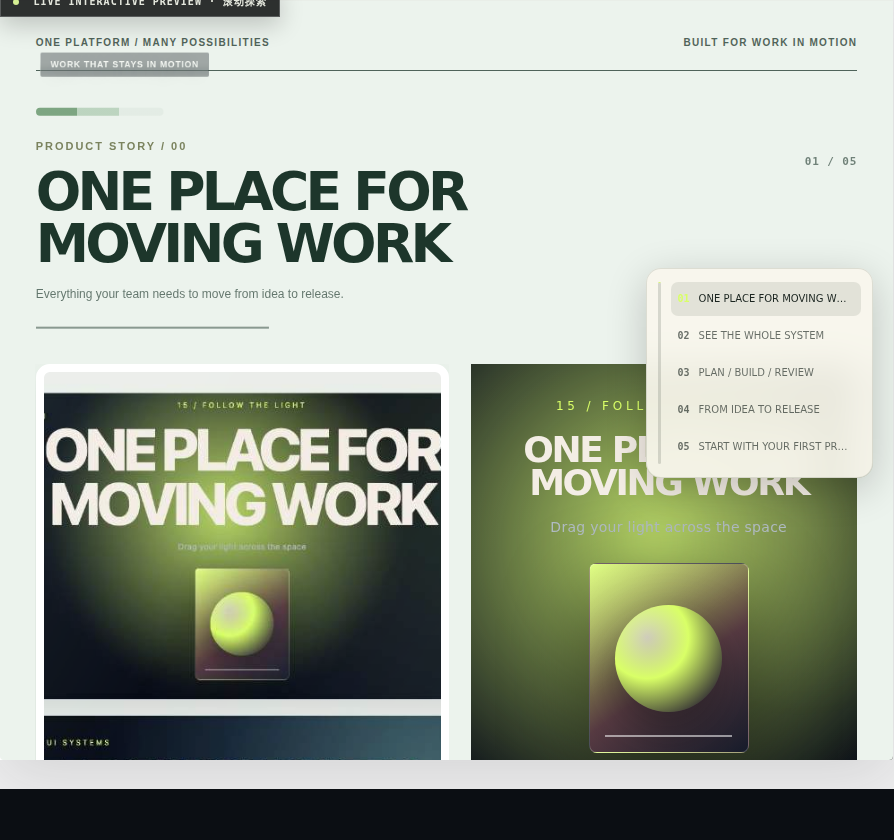 LIVE INTERACTIVE PREVIEW · 滚动探索
ONE PLATFORM / MANY POSSIBILITIES
BUILT FOR WORK IN MOTION
WORK THAT STAYS IN MOTION
PRODUCT STORY / 00
01 / 05
ONE PLACE FOR
MOVING WORK
Everything your team needs to move from idea to release.
01 ONE PLACE FOR MOVING W...
02 SEE THE WHOLE SYSTEM
03 PLAN / BUILD / REVIEW
04 FROM IDEA TO RELEASE
05 START WITH YOUR FIRST PR...
15 / FOLLOW THE LIGHT
ONE PLACE FOR
MOVING WORK
Drag your light across the space
UI SYSTEMS
15 / FOLL
ONE PL
MOVING WORK
Drag your light across the space